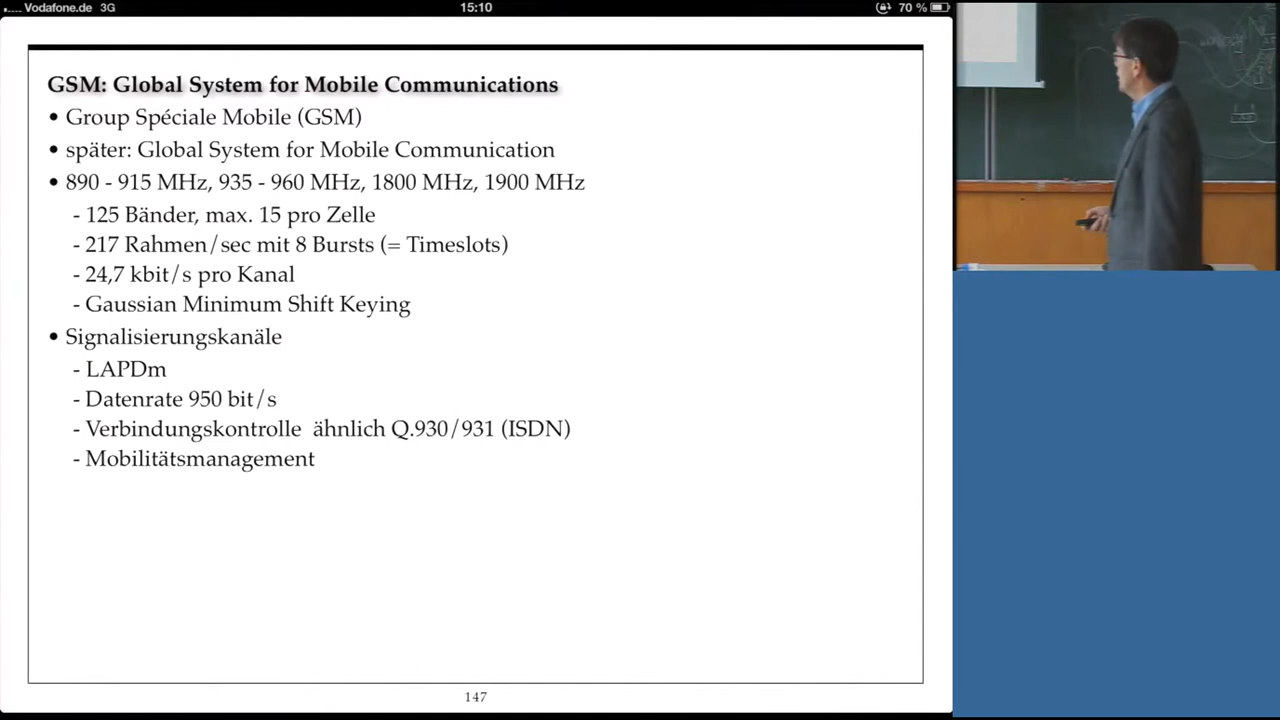 Vodafone.de 3G 15:10 70 %
GSM: Global System for Mobile Communications
• Group Spéciale Mobile (GSM)
• später: Global System for Mobile Communication
• 890 - 915 MHz, 935 - 960 MHz, 1800 MHz, 1900 MHz
- 125 Bänder, max. 15 pro Zelle
- 217 Rahmen/sec mit 8 Bursts (= Timeslots)
- 24,7 kbit/s pro Kanal
- Gaussian Minimum Shift Keying
• Signalisierungskanäle
- LAPDm
- Datenrate 950 bit/s
- Verbindungskontrolle ähnlich Q.930/931 (ISDN)
- Mobilitätsmanagement
147